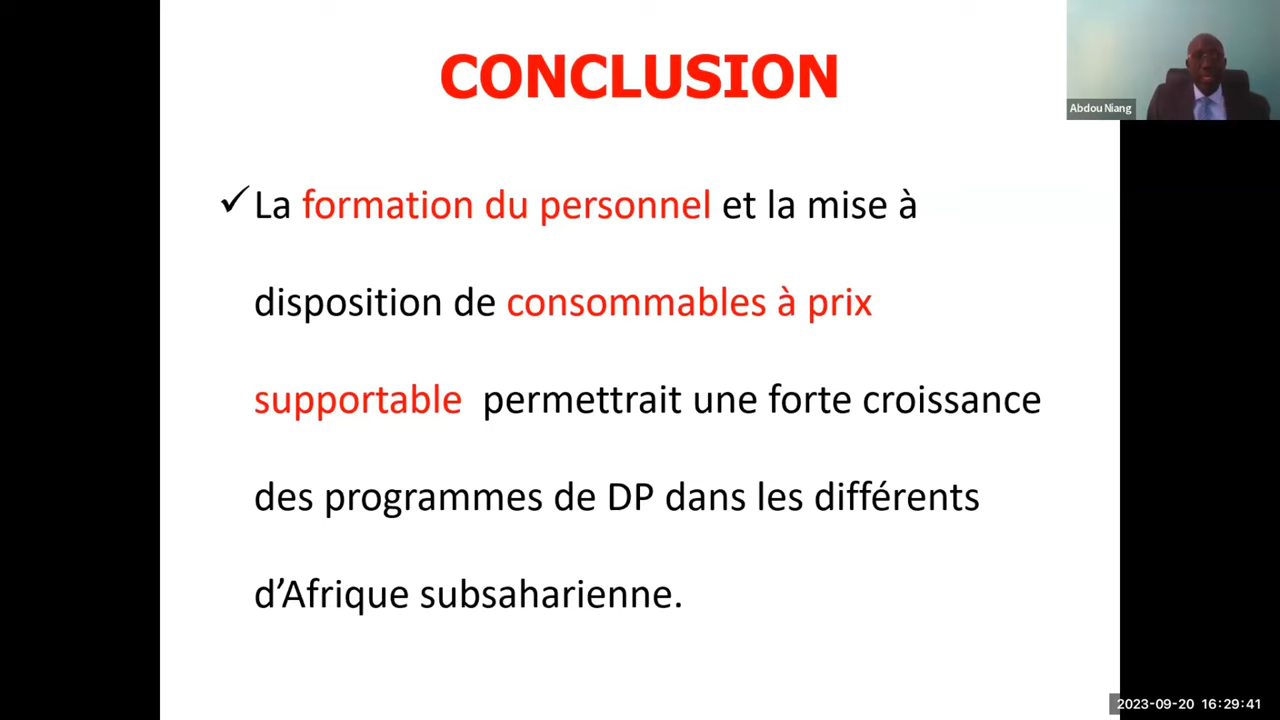 CONCLUSION
Abdou Niang
✓La formation du personnel et la mise à
disposition de consommables à prix
supportable permettrait une forte croissance
des programmes de DP dans les différents
d’Afrique subsaharienne.
2023-09-20 16:29:41